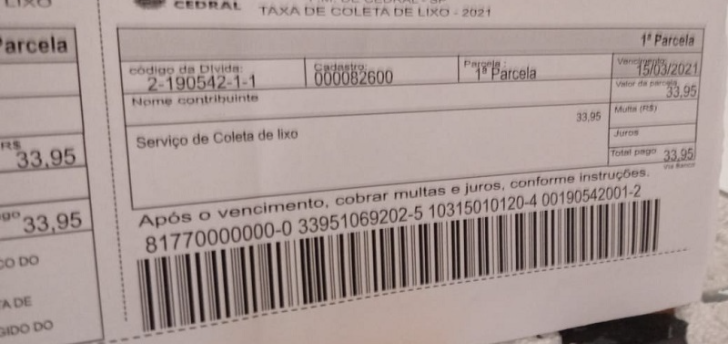 LIXO
CEDRAL
TAXA DE COLETA DE LIXO - 2021
Parcela
1ª Parcela
código da Dívida:
2-190542-1-1
Cadastro:
000082600
Parcela :
1ª Parcela
Vencimento
15/03/2021
Nome contribuinte
Valor da parcela
33,95
Serviço de Coleta de lixo
33,95
Multa (R$)
Juros
Total pago 33,95
R$
33,95
33,95
Após o vencimento, cobrar multas e juros, conforme instruções.
81770000000-0 33951069202-5 10315010120-4 00190542001-2
ÇO DO
A DE
GIDO DO